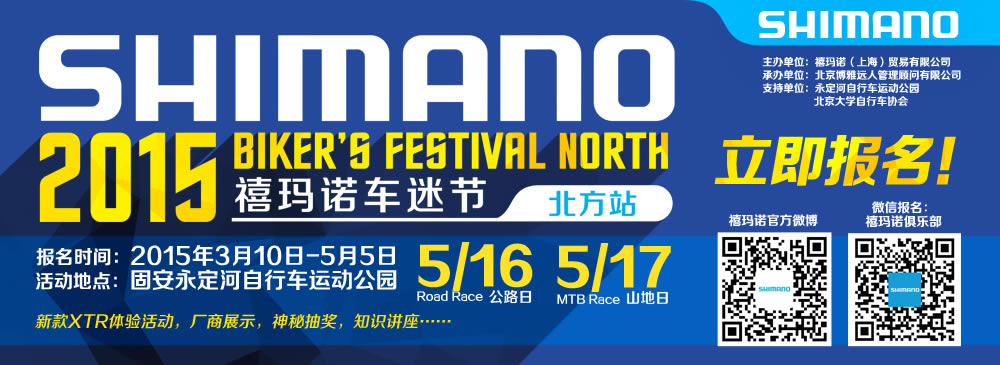 SHIMANO
2015 BIKER'S FESTIVAL NORTH
禧玛诺车迷节 北方站
报名时间：2015年3月10日-5月5日
活动地点：固安永定河自行车运动公园
5/16 5/17
Road Race 公路日 MTB Race 山地日
新款XTR体验活动，厂商展示，神秘抽奖，知识讲座……
SHIMANO
主办单位：禧玛诺（上海）贸易有限公司
承办单位：北京博雅远人管理顾问有限公司
支持单位：永定河自行车运动公园
北京大学自行车协会
立即报名！
禧玛诺官方微博
微信报名：
禧玛诺俱乐部
SHIMANO
SHIMANO